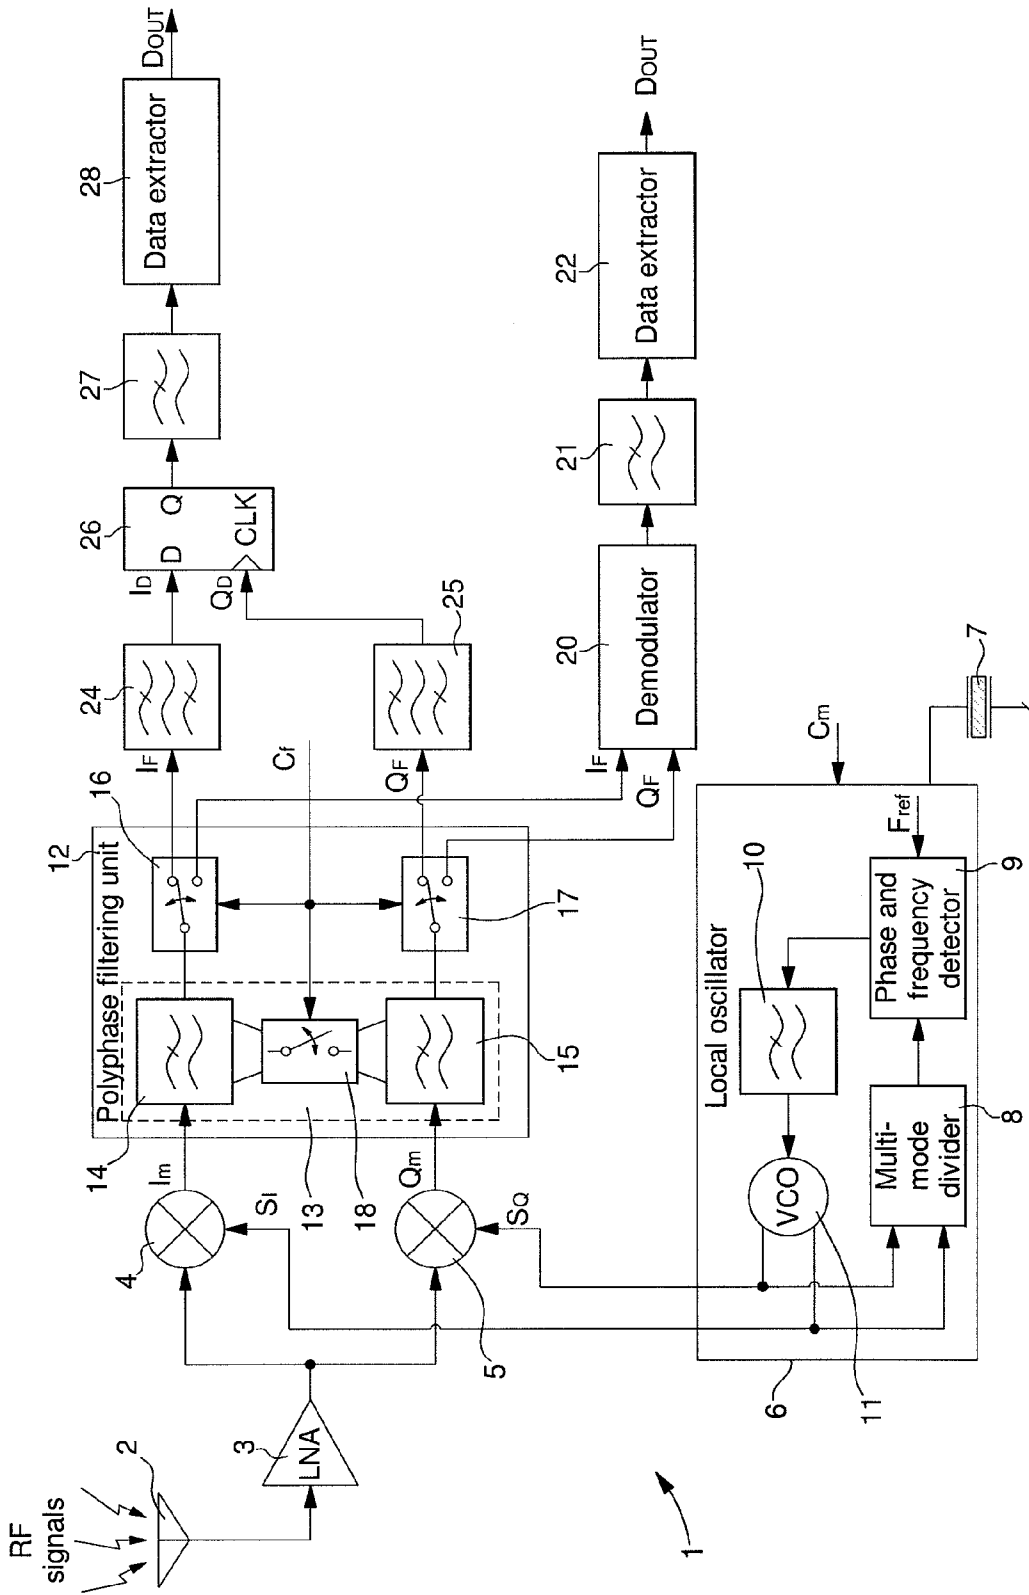 RF
signals
2
3
LNA
1
4
5
Im
Qm
SI
SQ
Polyphase filtering unit
12
13
14
15
16
17
18
Cf
IF
QF
24
25
ID
QD
D
Q
CLK
26
27
28
Data extractor
DOUT
IF
QF
20
Demodulator
21
22
Data extractor
DOUT
Local oscillator
6
VCO
11
10
Multi-
mode
divider
8
Phase and
frequency
detector
9
Fref
Cm
7